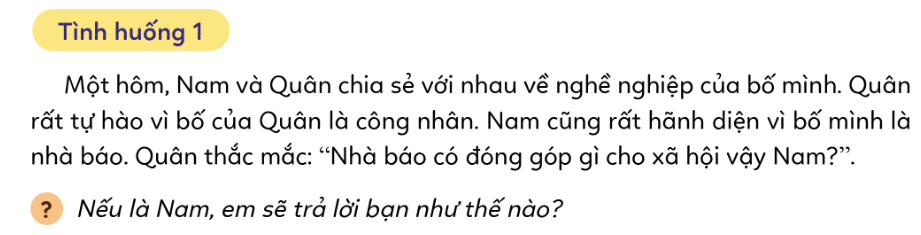 Tình huống 1
Một hôm, Nam và Quân chia sẻ với nhau về nghề nghiệp của bố mình. Quân
rất tự hào vì bố của Quân là công nhân. Nam cũng rất hãnh diện vì bố mình là
nhà báo. Quân thắc mắc: “Nhà báo có đóng góp gì cho xã hội vậy Nam?”.
? Nếu là Nam, em sẽ trả lời bạn như thế nào?